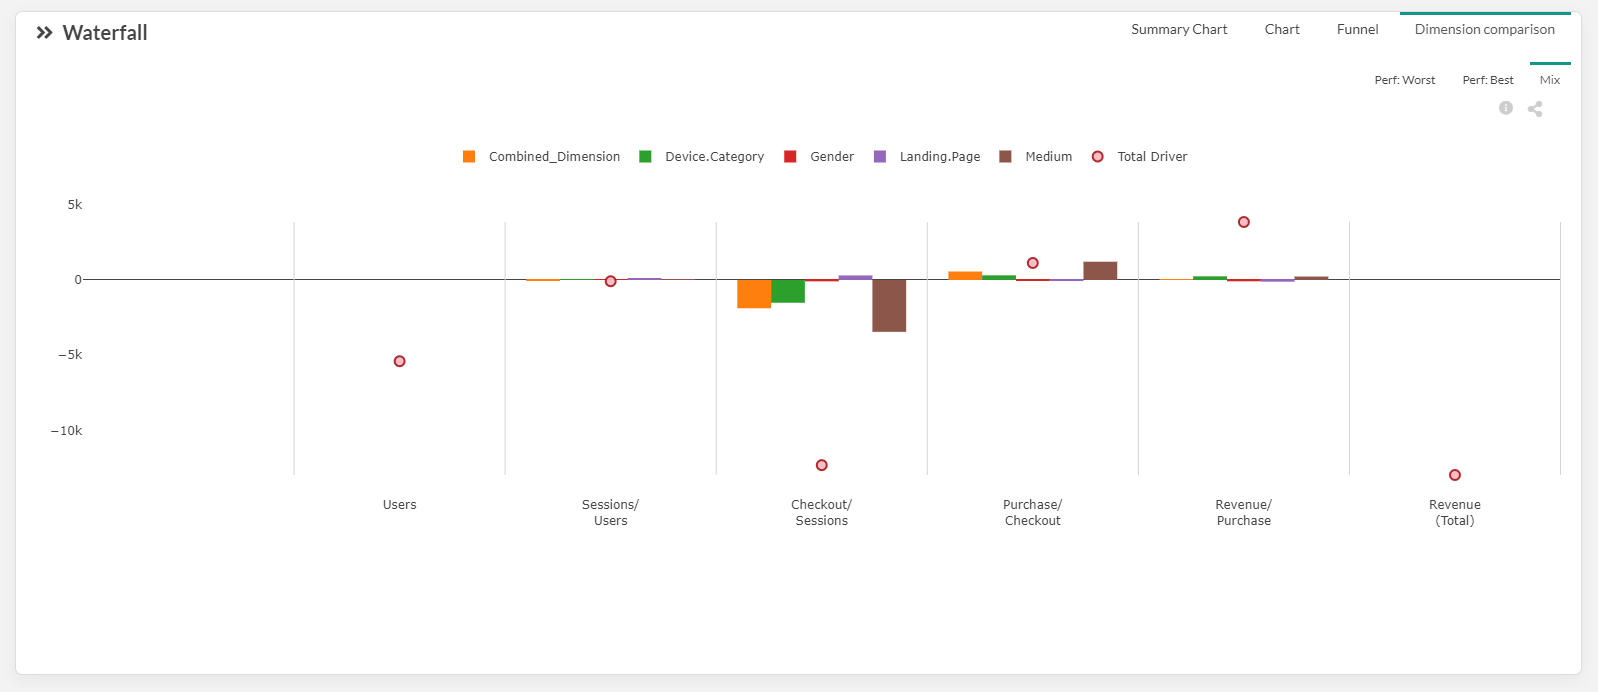 Waterfall
Summary Chart Chart Funnel Dimension comparison
Perf: Worst Perf: Best Mix
Combined_Dimension Device.Category Gender Landing.Page Medium Total Driver
5k
0
−5k
−10k
Users Sessions/ Checkout/ Purchase/ Revenue/ Revenue
Users Sessions Checkout Purchase (Total)